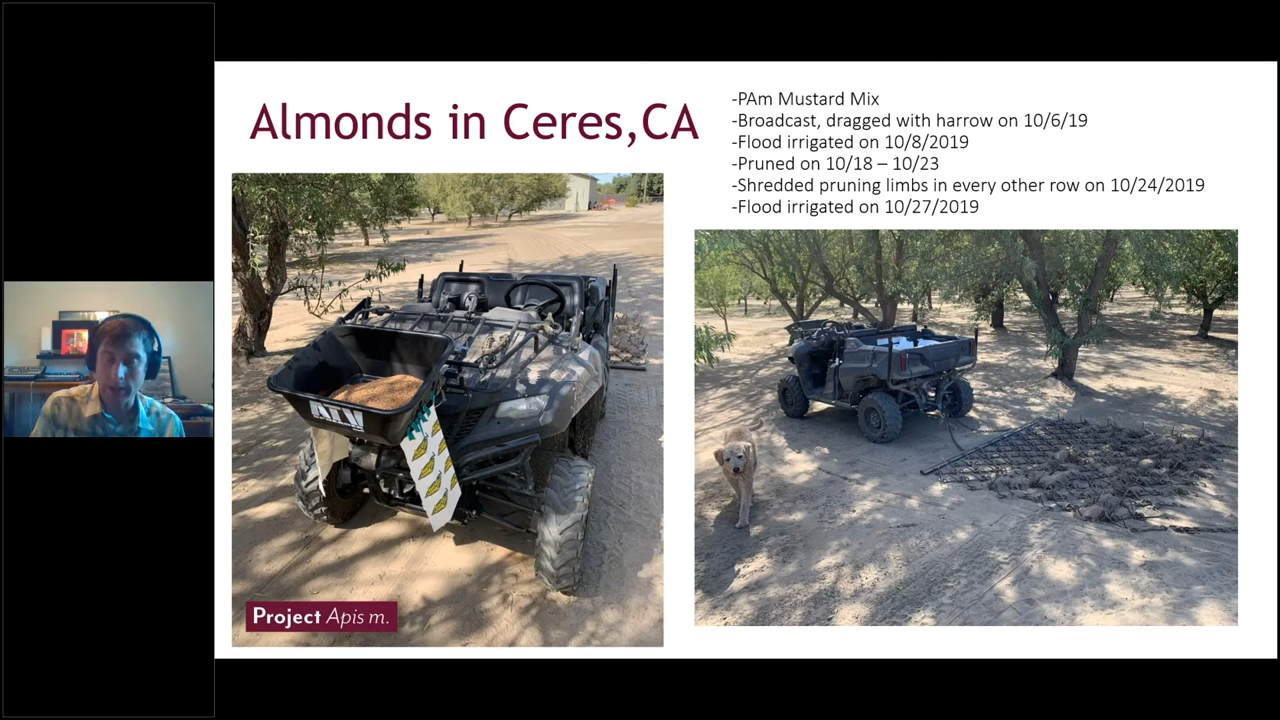 Almonds in Ceres,CA
-PAm Mustard Mix
-Broadcast, dragged with harrow on 10/6/19
-Flood irrigated on 10/8/2019
-Pruned on 10/18 – 10/23
-Shredded pruning limbs in every other row on 10/24/2019
-Flood irrigated on 10/27/2019
ATV
Project Apis m.